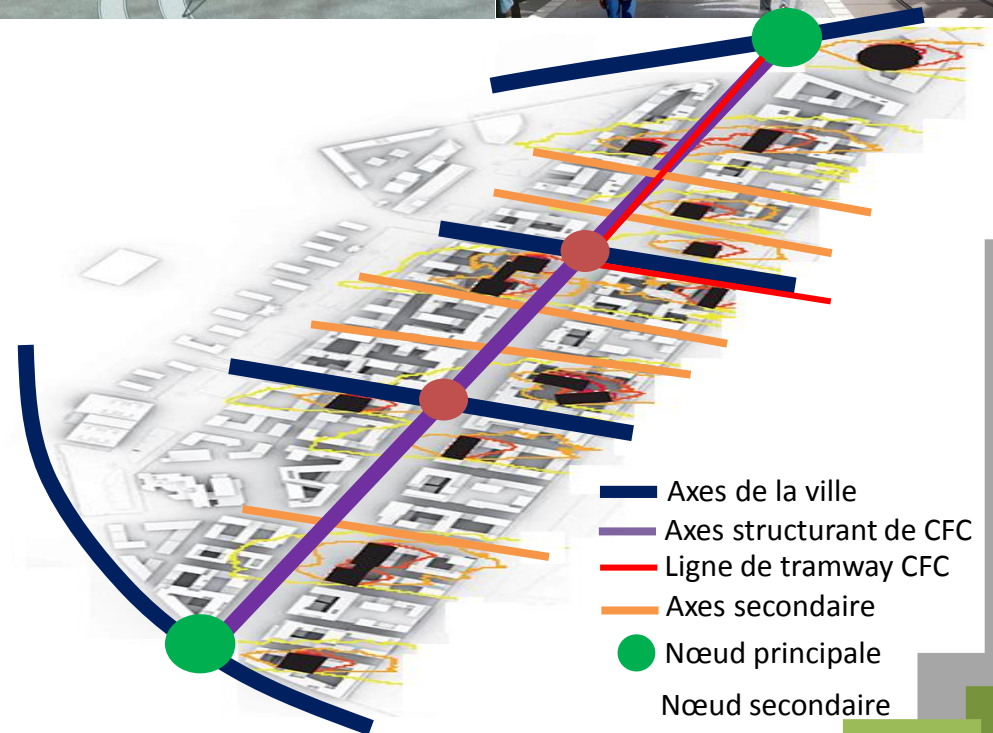 Axes de la ville
Axes structurant de CFC
Ligne de tramway CFC
Axes secondaire
Nœud principale
Nœud secondaire